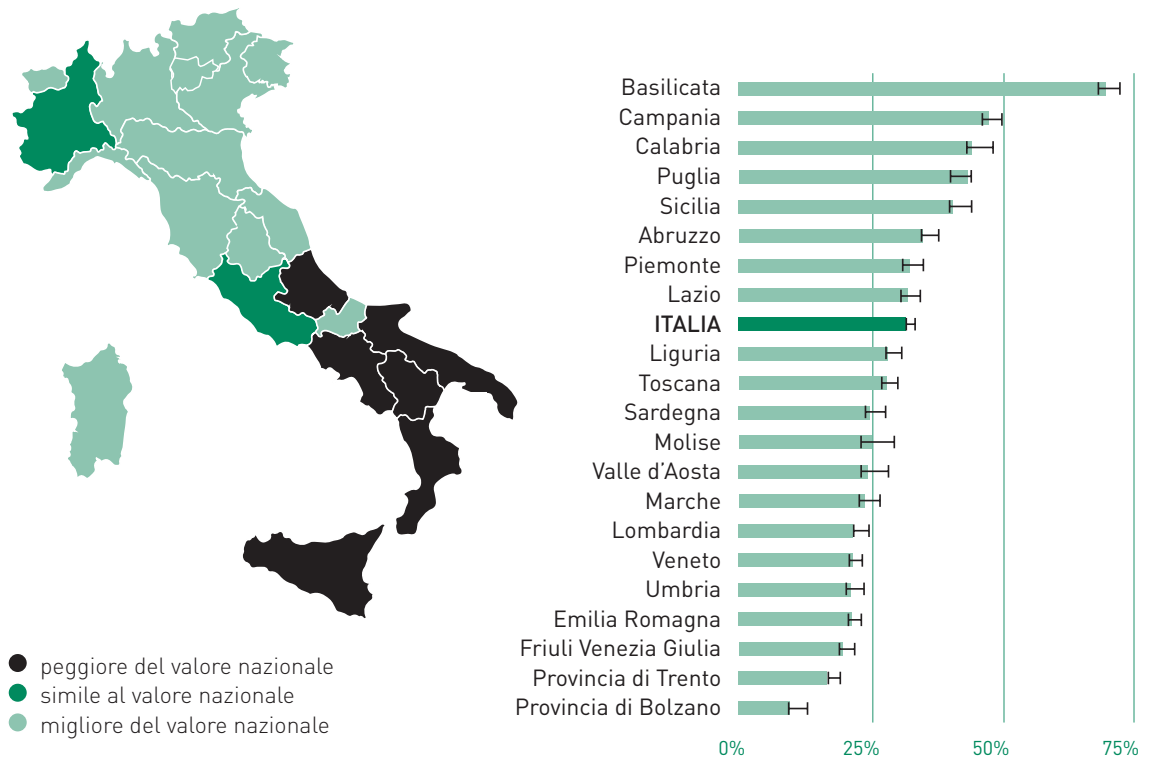 Basilicata
Campania
Calabria
Puglia
Sicilia
Abruzzo
Piemonte
Lazio
ITALIA
Liguria
Toscana
Sardegna
Molise
Valle d’Aosta
Marche
Lombardia
Veneto
Umbria
Emilia Romagna
Friuli Venezia Giulia
Provincia di Trento
Provincia di Bolzano
0% 25% 50% 75%
peggiore del valore nazionale
simile al valore nazionale
migliore del valore nazionale